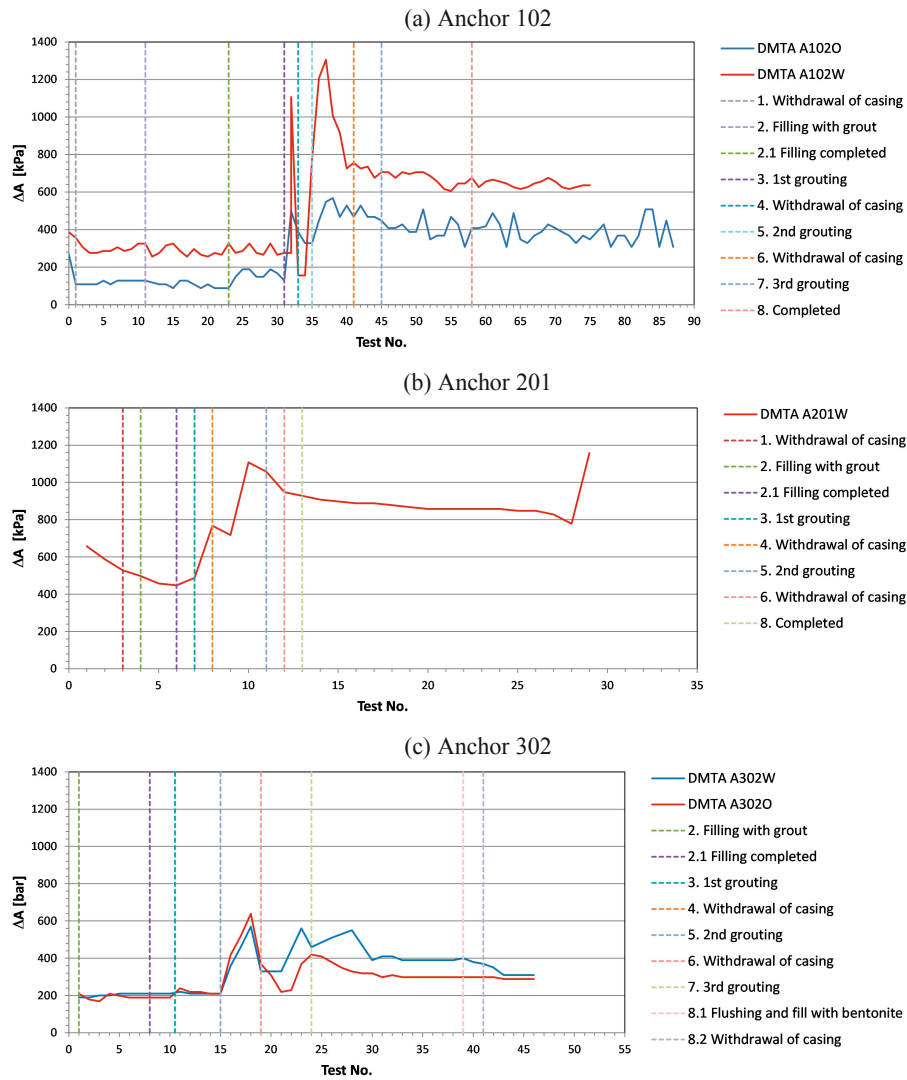 (a) Anchor 102
1400
1200
1000
800
600
400
200
0
ΔA [kPa]
0 5 10 15 20 25 30 35 40 45 50 55 60 65 70 75 80 85 90
Test No.
DMTA A102O
DMTA A102W
1. Withdrawal of casing
2. Filling with grout
2.1 Filling completed
3. 1st grouting
4. Withdrawal of casing
5. 2nd grouting
6. Withdrawal of casing
7. 3rd grouting
8. Completed
(b) Anchor 201
1400
1200
1000
800
600
400
200
0
ΔA [kPa]
0 5 10 15 20 25 30 35
Test No.
DMTA A201W
1. Withdrawal of casing
2. Filling with grout
2.1 Filling completed
3. 1st grouting
4. Withdrawal of casing
5. 2nd grouting
6. Withdrawal of casing
8. Completed
(c) Anchor 302
1400
1200
1000
800
600
400
200
0
ΔA [bar]
0 5 10 15 20 25 30 35 40 45 50 55
Test No.
DMTA A302W
DMTA A302O
2. Filling with grout
2.1 Filling completed
3. 1st grouting
4. Withdrawal of casing
5. 2nd grouting
6. Withdrawal of casing
7. 3rd grouting
8.1 Flushing and fill with bentonite
8.2 Withdrawal of casing